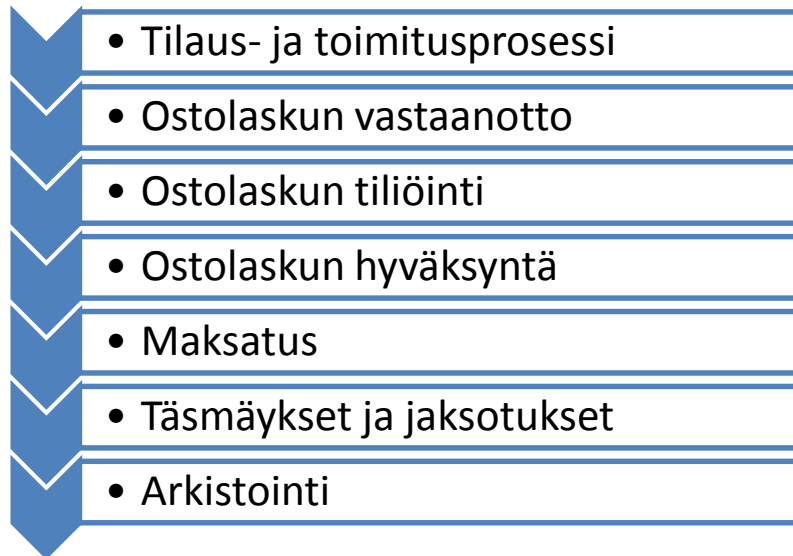 • Tilaus- ja toimitusprosessi
• Ostolaskun vastaanotto
• Ostolaskun tiliöinti
• Ostolaskun hyväksyntä
• Maksatus
• Täsmäykset ja jaksotukset
• Arkistointi